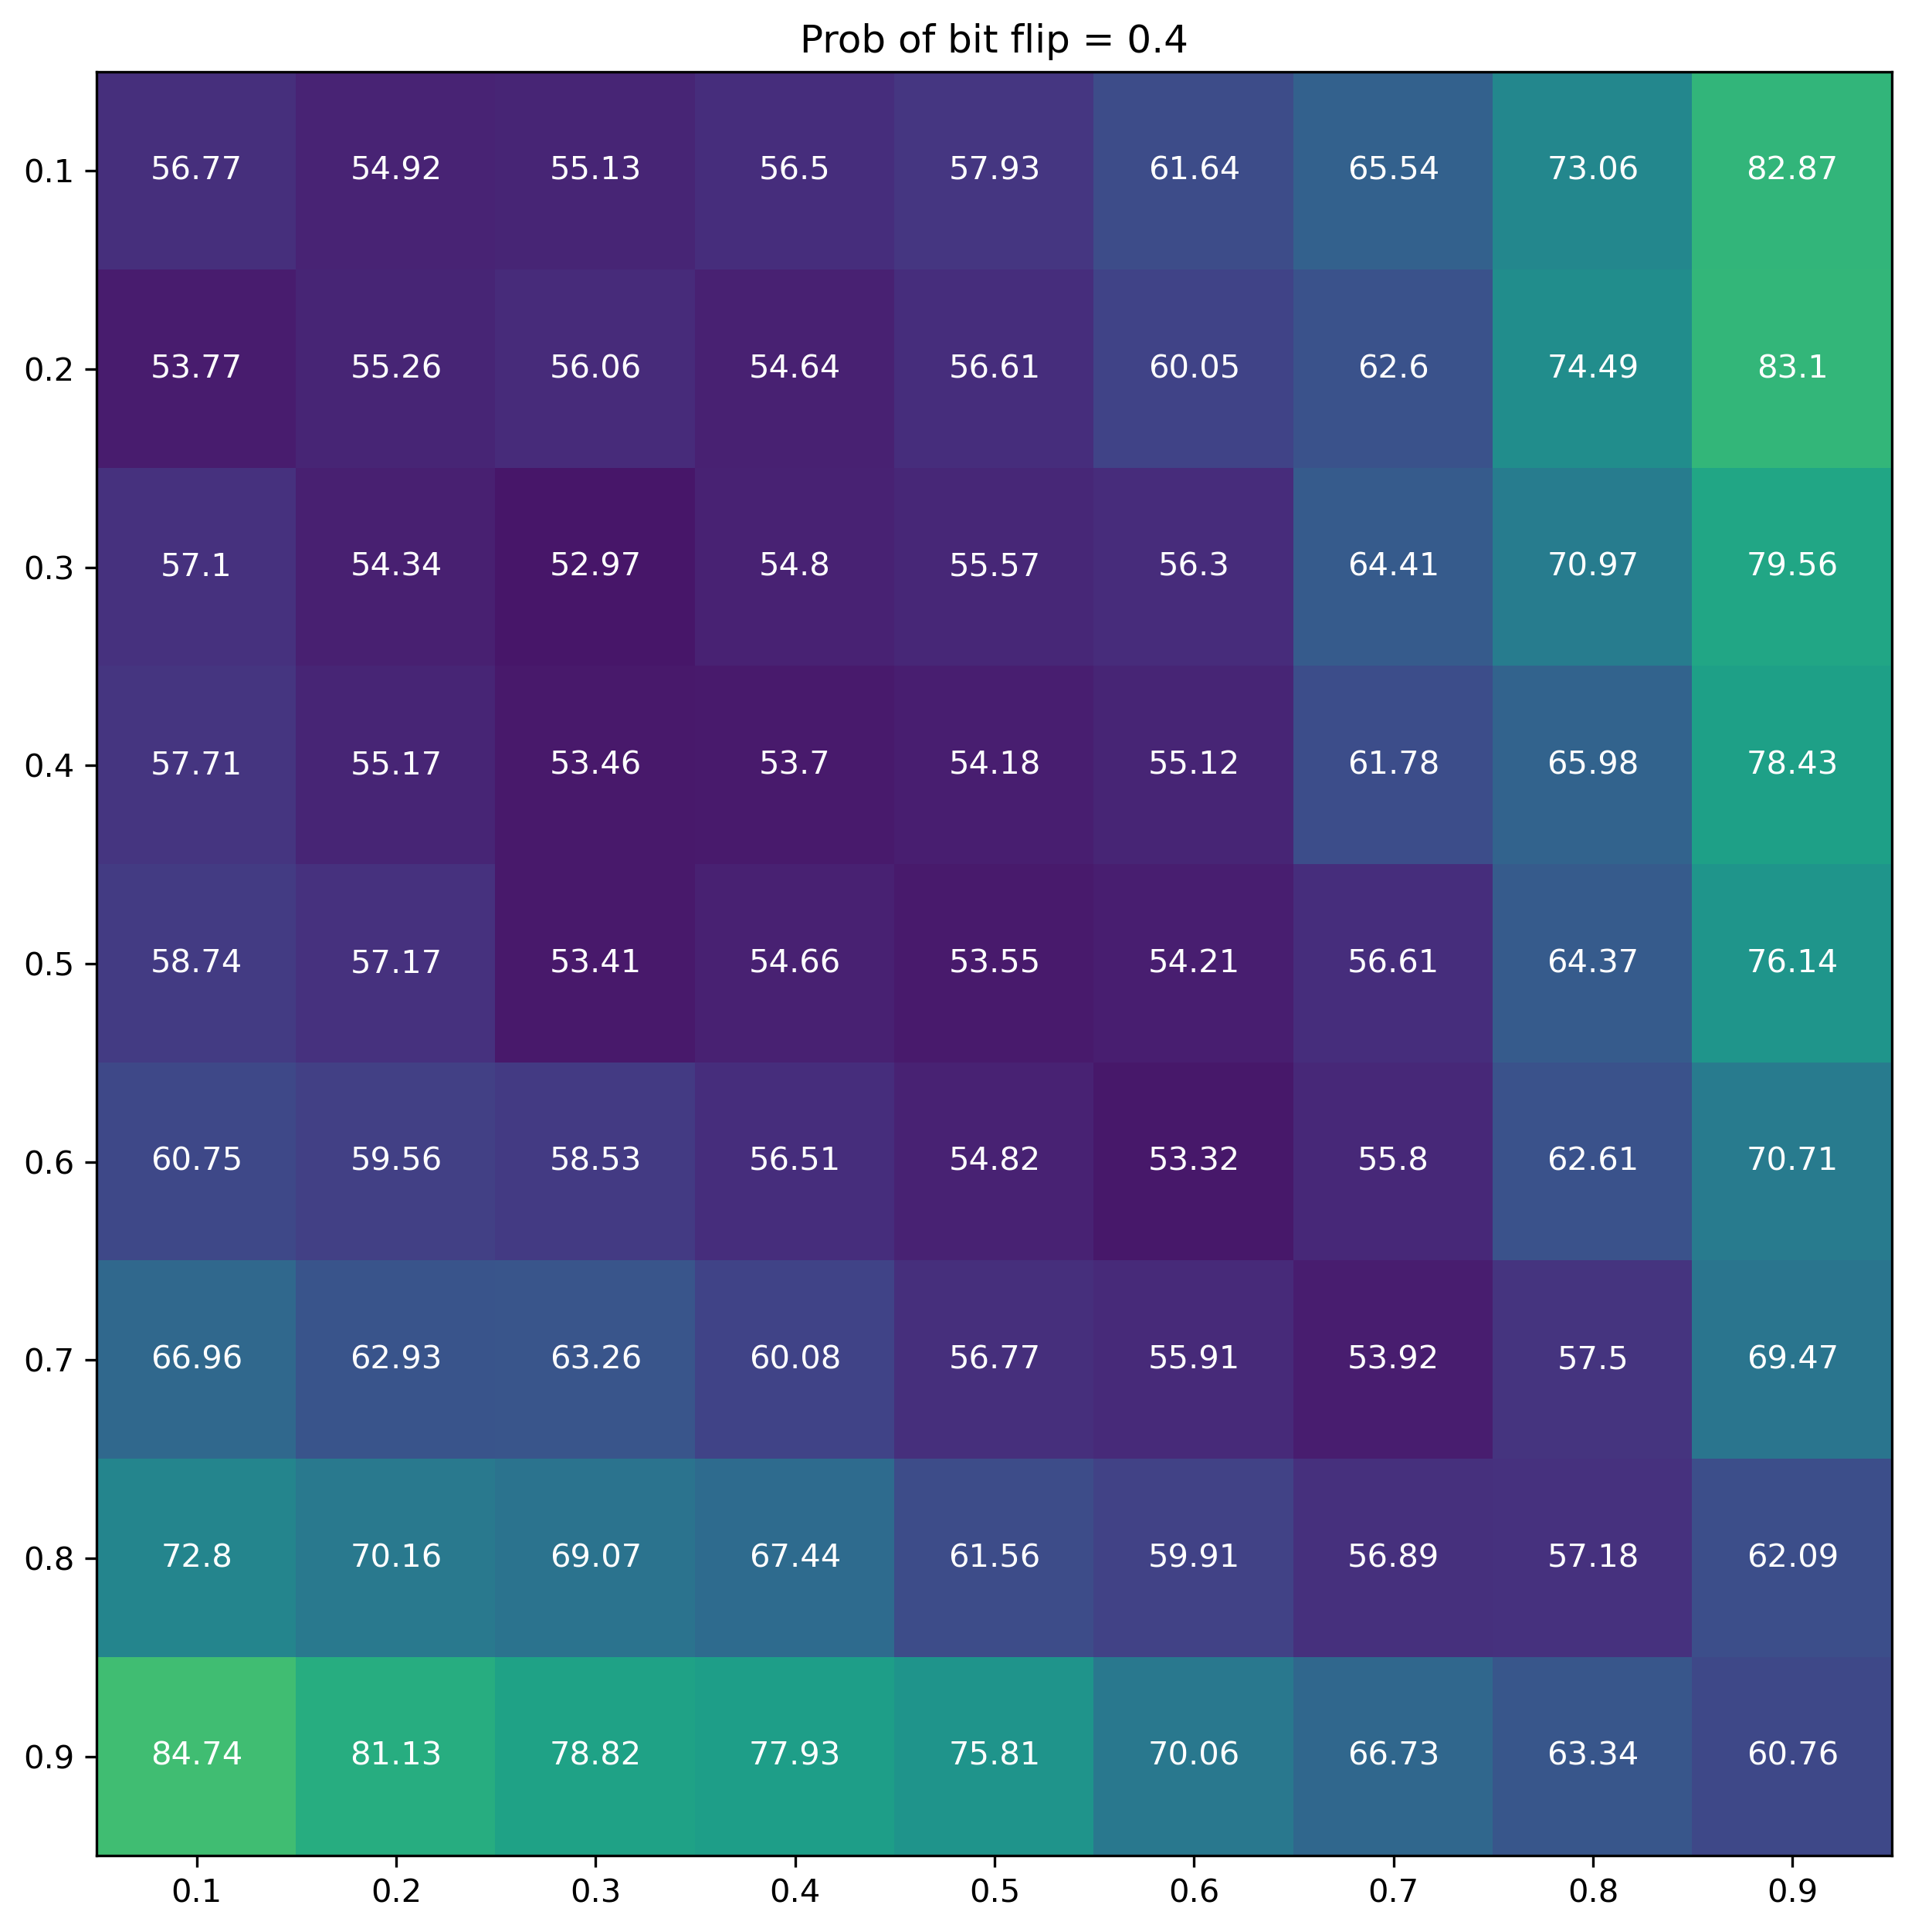 Prob of bit flip = 0.4
0.1 56.77 54.92 55.13 56.5 57.93 61.64 65.54 73.06 82.87
0.2 53.77 55.26 56.06 54.64 56.61 60.05 62.6 74.49 83.1
0.3 57.1 54.34 52.97 54.8 55.57 56.3 64.41 70.97 79.56
0.4 57.71 55.17 53.46 53.7 54.18 55.12 61.78 65.98 78.43
0.5 58.74 57.17 53.41 54.66 53.55 54.21 56.61 64.37 76.14
0.6 60.75 59.56 58.53 56.51 54.82 53.32 55.8 62.61 70.71
0.7 66.96 62.93 63.26 60.08 56.77 55.91 53.92 57.5 69.47
0.8 72.8 70.16 69.07 67.44 61.56 59.91 56.89 57.18 62.09
0.9 84.74 81.13 78.82 77.93 75.81 70.06 66.73 63.34 60.76
0.1 0.2 0.3 0.4 0.5 0.6 0.7 0.8 0.9